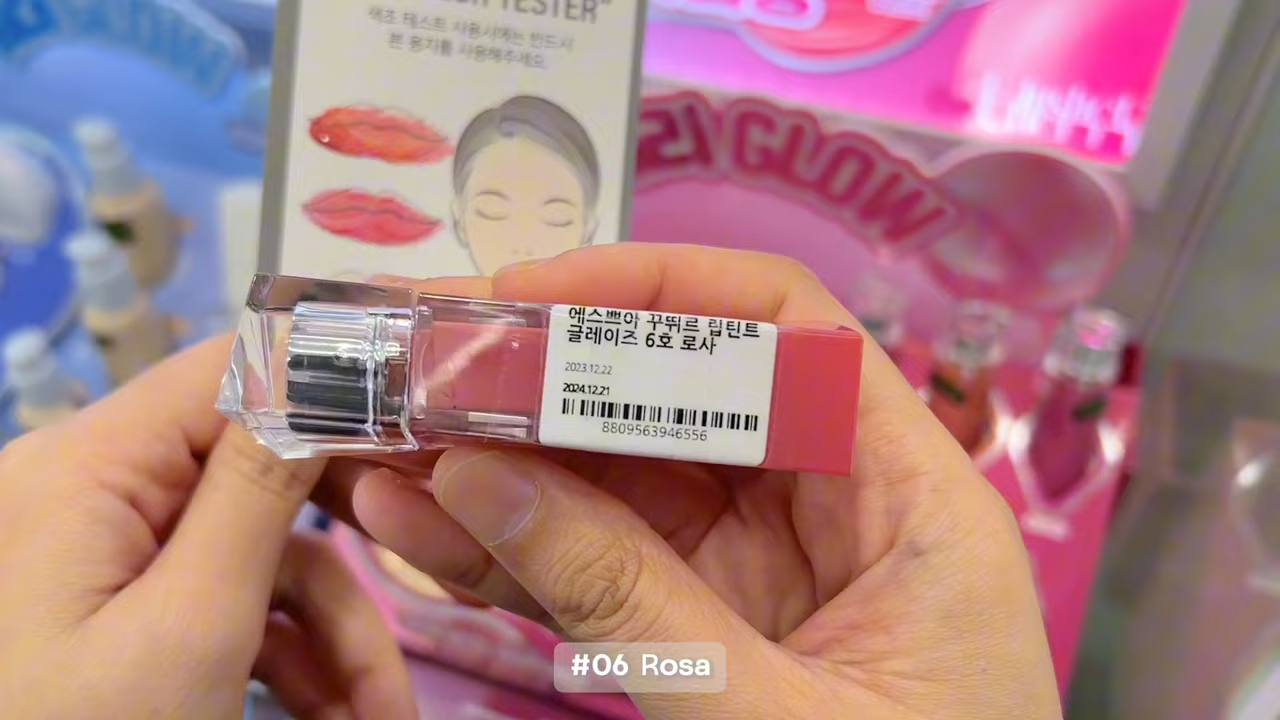 TESTER"
색조 테스트 사용시에는 반드시
본 용지를 사용해주세요.
GLOW
에스쁘아 꾸뛰르 립틴트
글레이즈 6호 로사
2023.12.22
2024.12.21
8809563946556
#06 Rosa